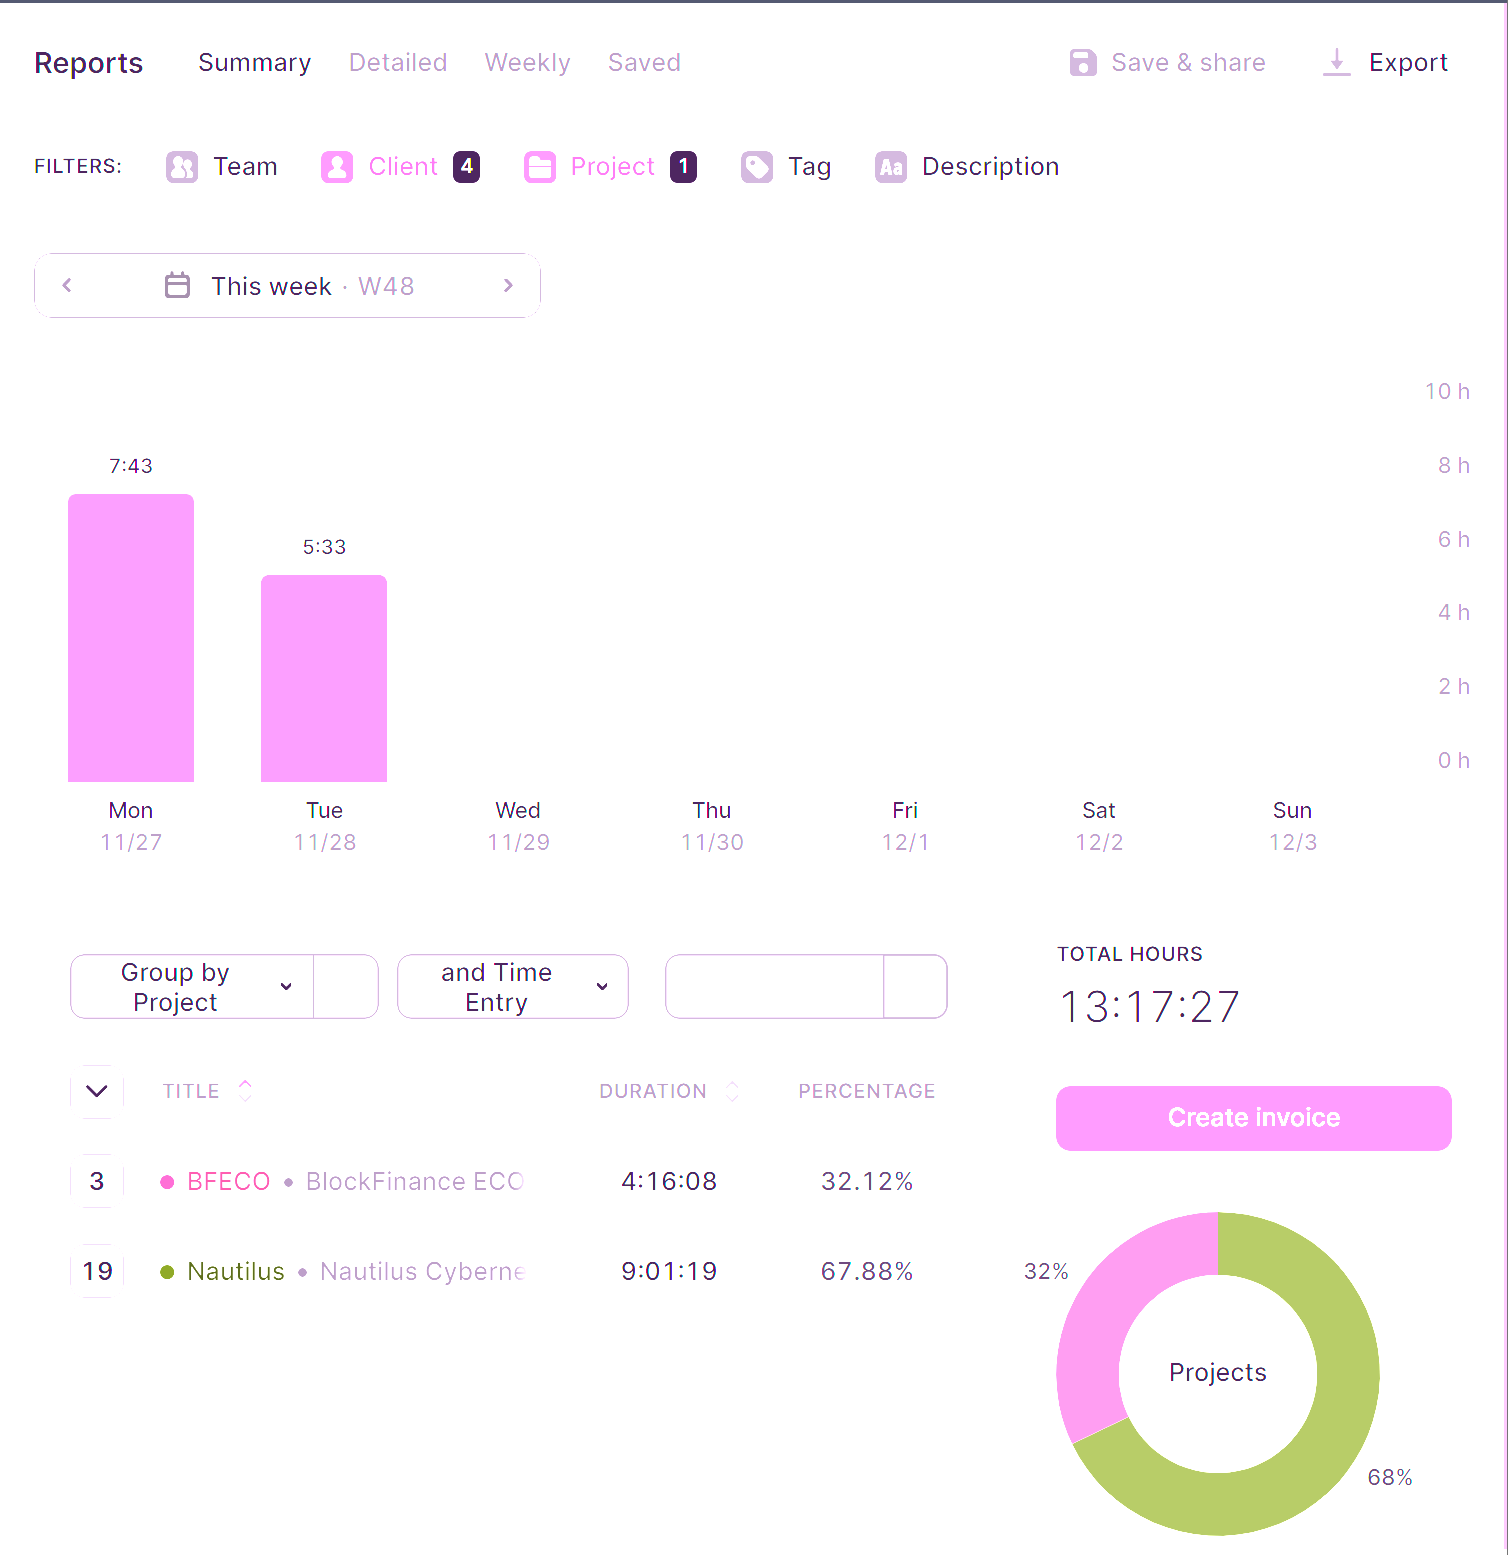 Reports Summary Detailed Weekly Saved Save & share Export
FILTERS: Team Client 4 Project 1 Tag Aa Description
This week · W48
10 h
7:43 8 h
5:33 6 h
4 h
2 h
0 h
Mon Tue Wed Thu Fri Sat Sun
11/27 11/28 11/29 11/30 12/1 12/2 12/3
Group by
Project
and Time
Entry
TOTAL HOURS
13:17:27
TITLE DURATION PERCENTAGE
Create invoice
3 BFECO • BlockFinance ECO 4:16:08 32.12%
19 Nautilus • Nautilus Cyberne 9:01:19 67.88%
32%
Projects
68%